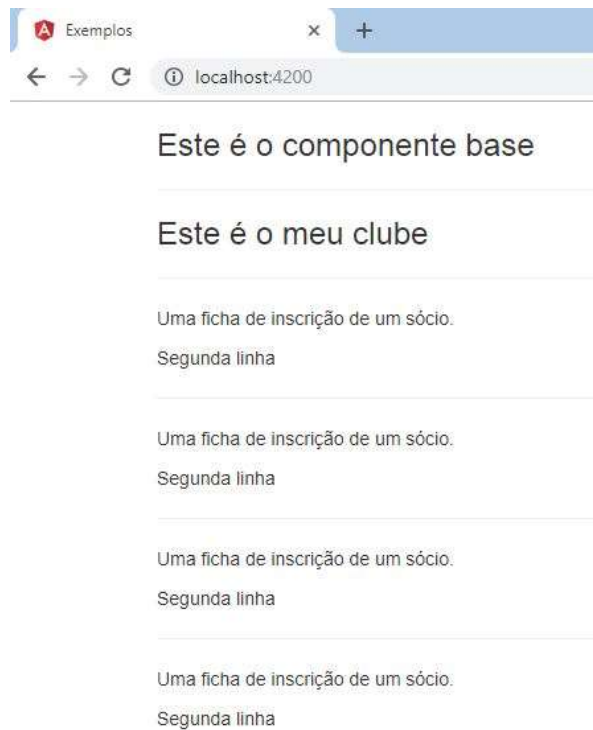 Exemplos
localhost:4200
Este é o componente base
Este é o meu clube
Uma ficha de inscrição de um sócio.
Segunda linha
Uma ficha de inscrição de um sócio.
Segunda linha
Uma ficha de inscrição de um sócio.
Segunda linha
Uma ficha de inscrição de um sócio.
Segunda linha